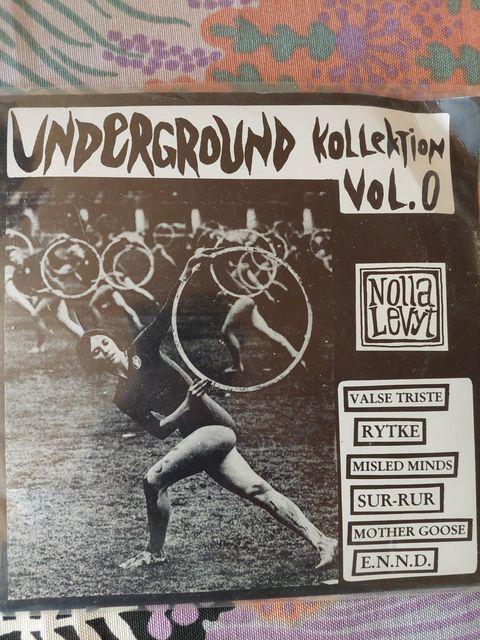 UNDERGROUND KOLLEKTION
VOL.0
Nolla
Levyt
VALSE TRISTE
RYTKE
MISLED MINDS
SUR-RUR
MOTHER GOOSE
E.N.N.D.